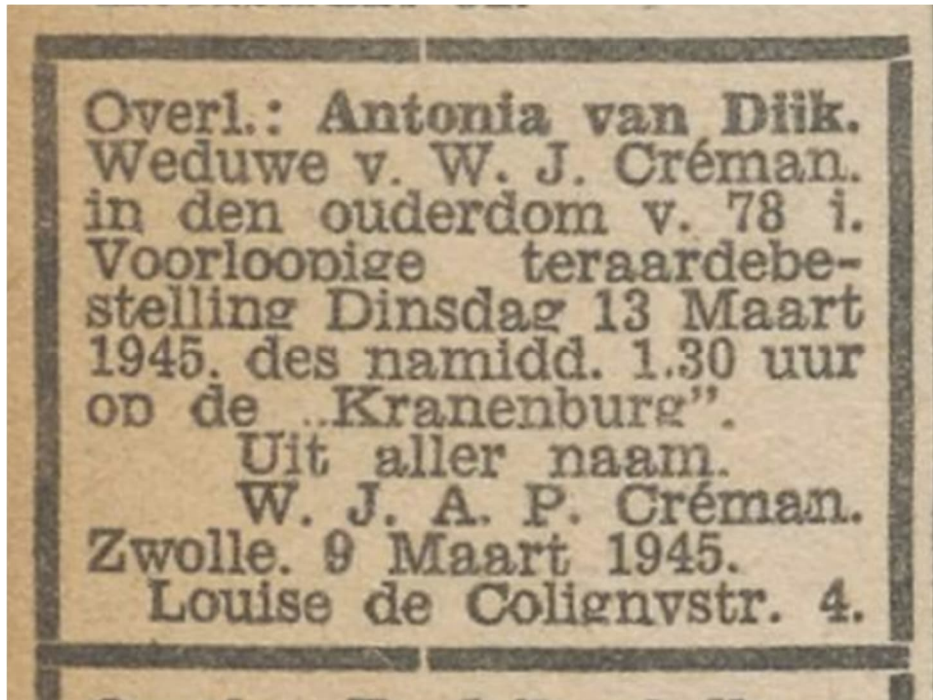 Overl.: Antonia van Dijk.
Weduwe v. W. J. Créman.
in den ouderdom v. 78 j.
Voorloopige teraardebe-
stelling Dinsdag 13 Maart
1945. des namidd. 1.30 uur
op de „Kranenburg”.
Uit aller naam.
W. J. A. P. Créman.
Zwolle. 9 Maart 1945.
Louise de Colignystr. 4.